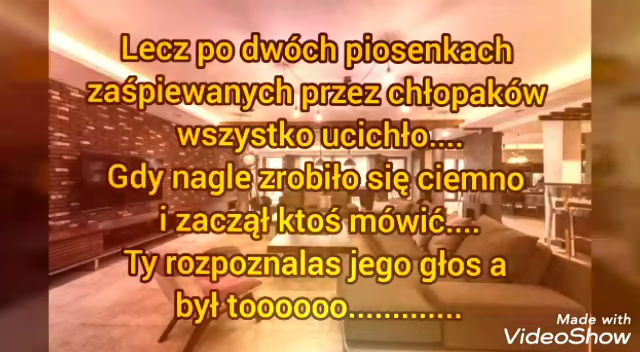 Lecz po dwóch piosenkach
zaśpiewanych przez chłopaków
wszystko ucichło....
Gdy nagle zrobiło się ciemno
i zaczął ktoś mówić....
Ty rozpoznalas jego głos a
był toooooo.............
Made with
VideoShow